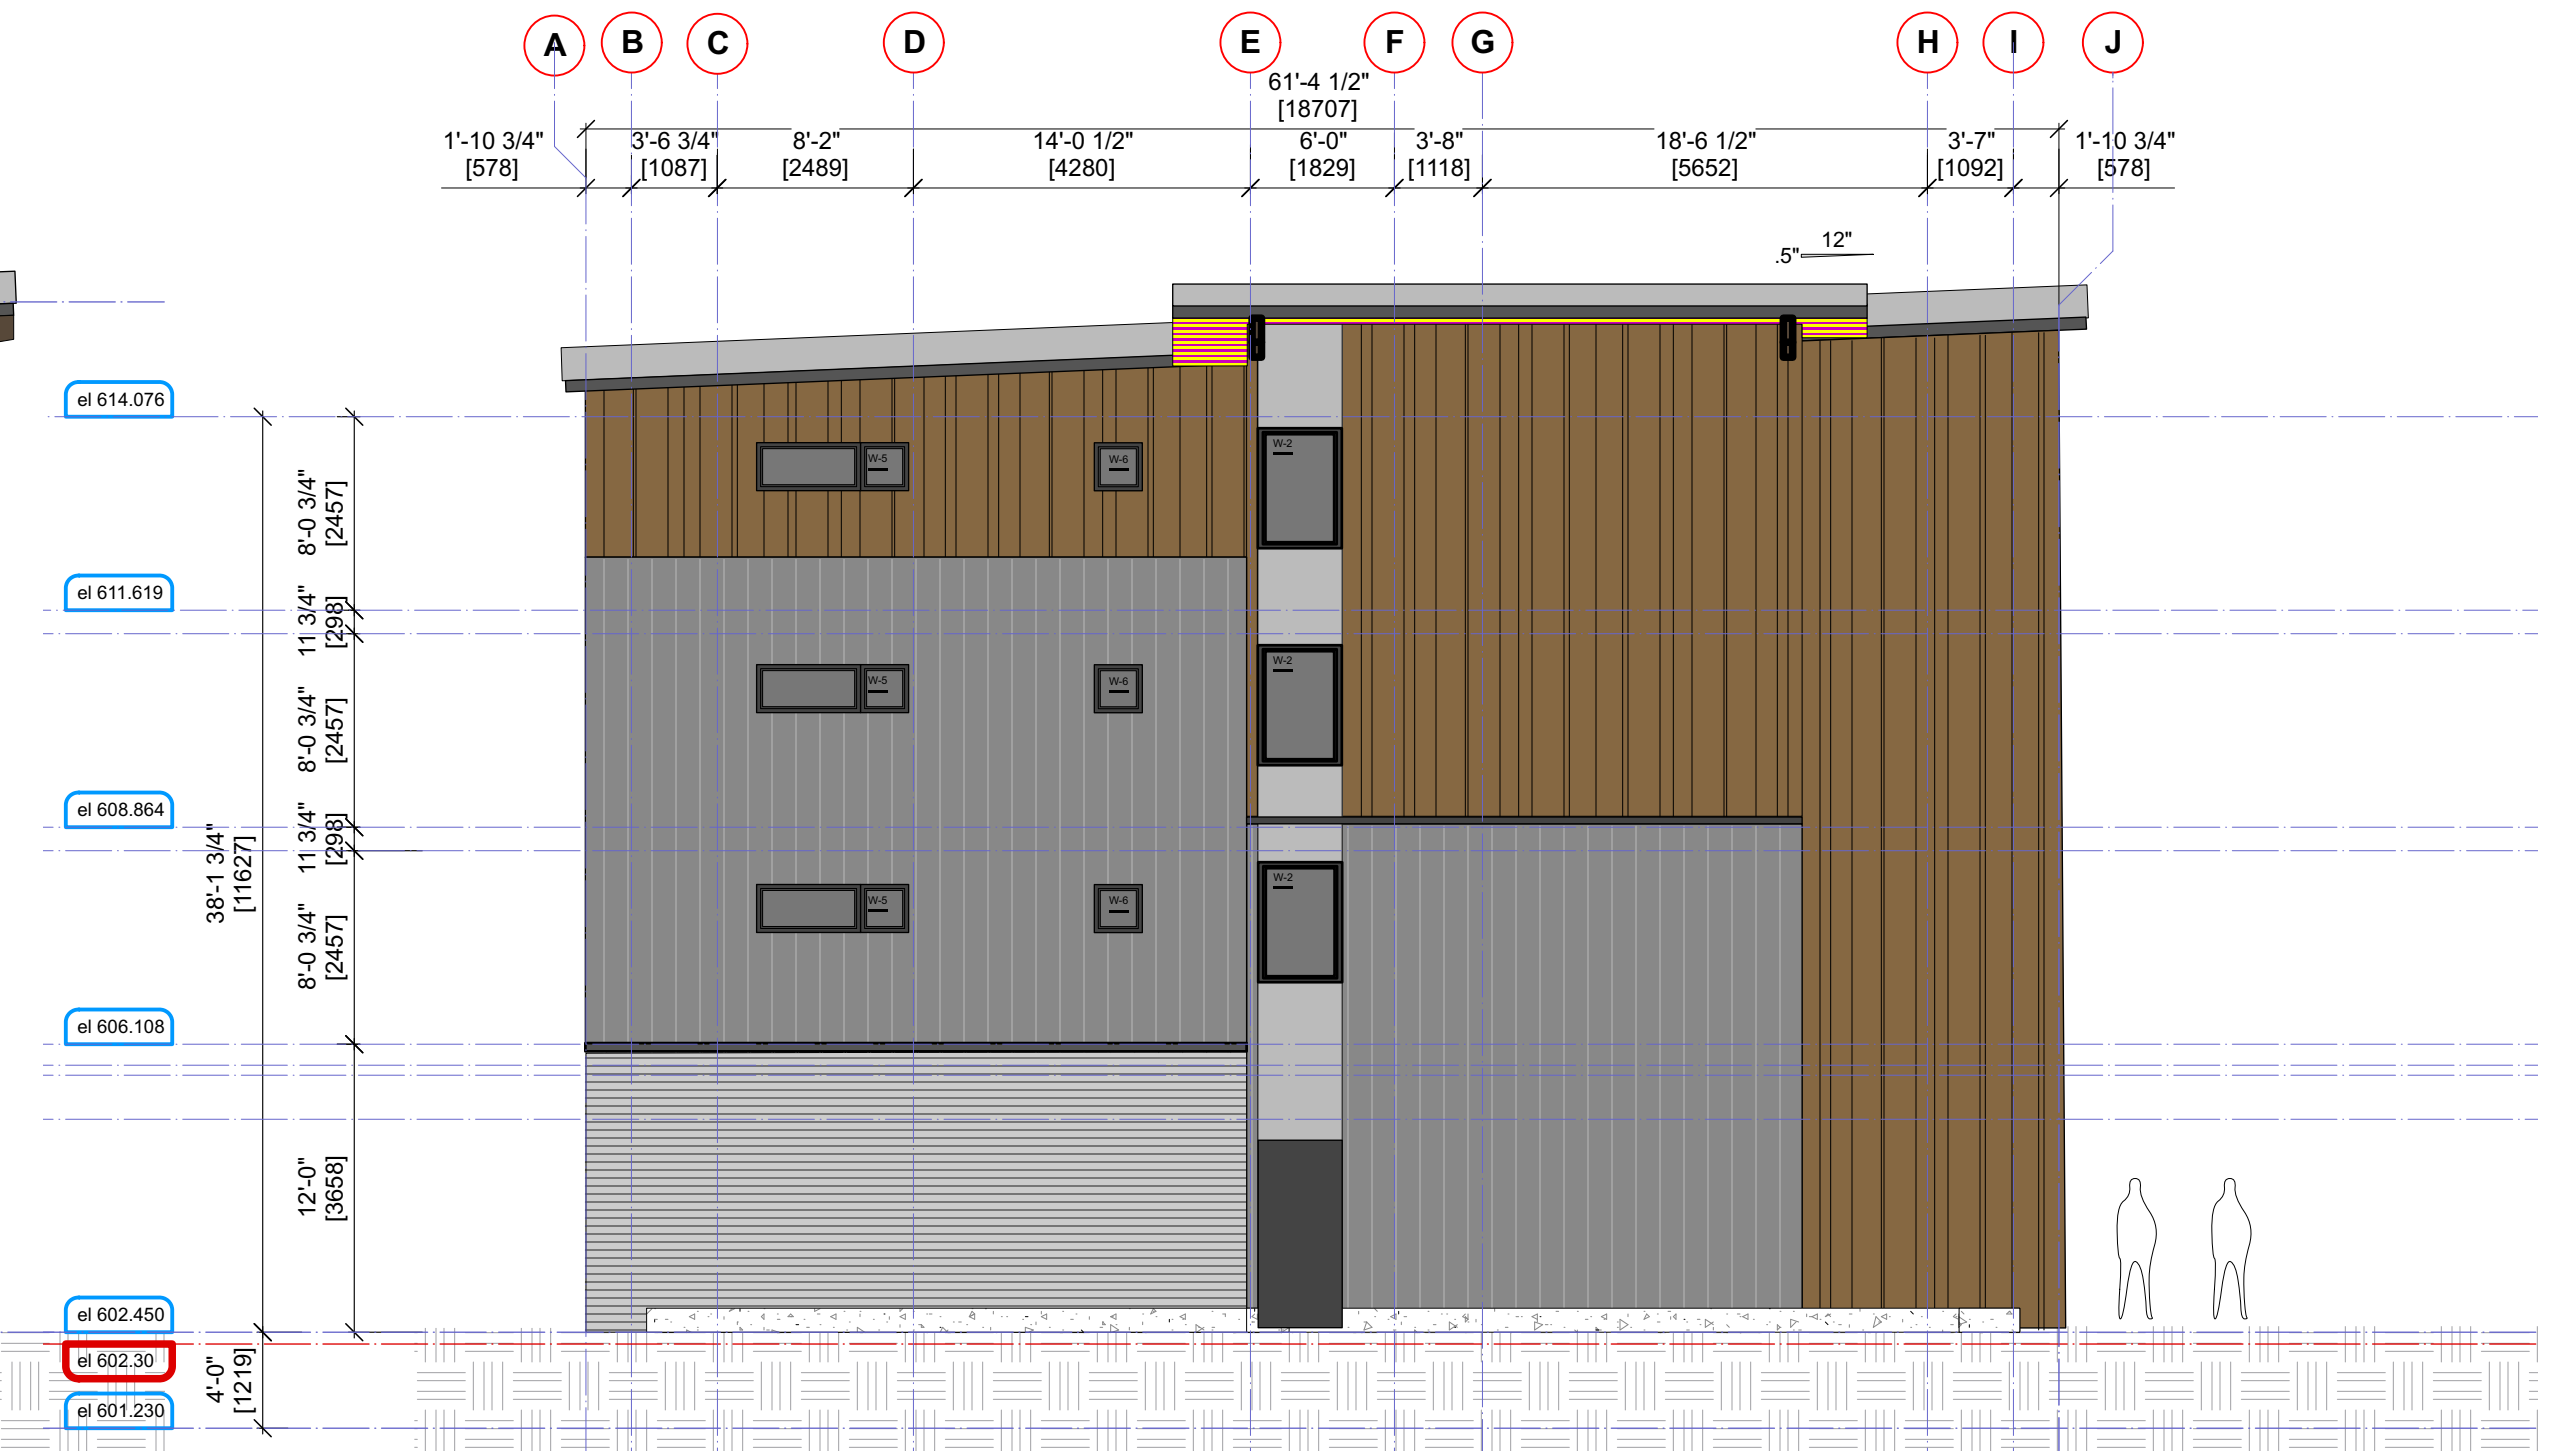 A B C D E F G H I J
61'-4 1/2"
[18707]
1'-10 3/4" 3'-6 3/4" 8'-2" 14'-0 1/2" 6'-0" 3'-8" 18'-6 1/2" 3'-7" 1'-10 3/4"
[578] [1087] [2489] [4280] [1829] [1118] [5652] [1092] [578]
12"
.5"
el 614.076
W-5 W-6 W-2
8'-0 3/4"
[2457]
el 611.619
11 3/4"
[298]
W-5 W-6 W-2
8'-0 3/4"
[2457]
el 608.864
11 3/4"
[298]
38'-1 3/4"
[11627]
W-5 W-6 W-2
8'-0 3/4"
[2457]
el 606.108
12'-0"
[3658]
el 602.450
el 602.30
4'-0"
[1219]
el 601.230